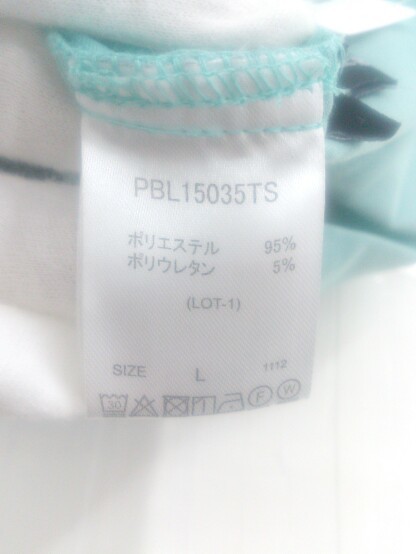 PBL15035TS
ポリエステル 95%
ポリウレタン 5%
(LOT-1)
SIZE L 1112
30 F W